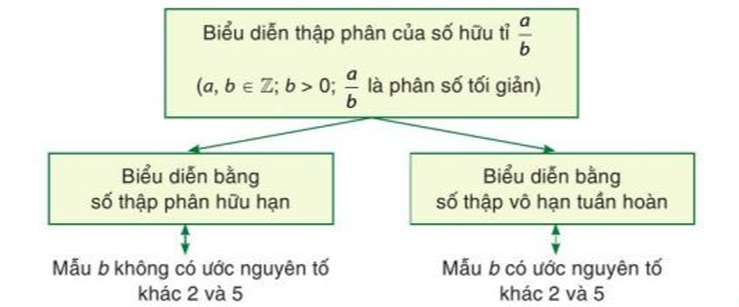 Biểu diễn thập phân của số hữu tỉ a/b
(a, b ∈ ℤ; b > 0; a/b là phân số tối giản)
Biểu diễn bằng
số thập phân hữu hạn
Biểu diễn bằng
số thập vô hạn tuần hoàn
Mẫu b không có ước nguyên tố
khác 2 và 5
Mẫu b có ước nguyên tố
khác 2 và 5